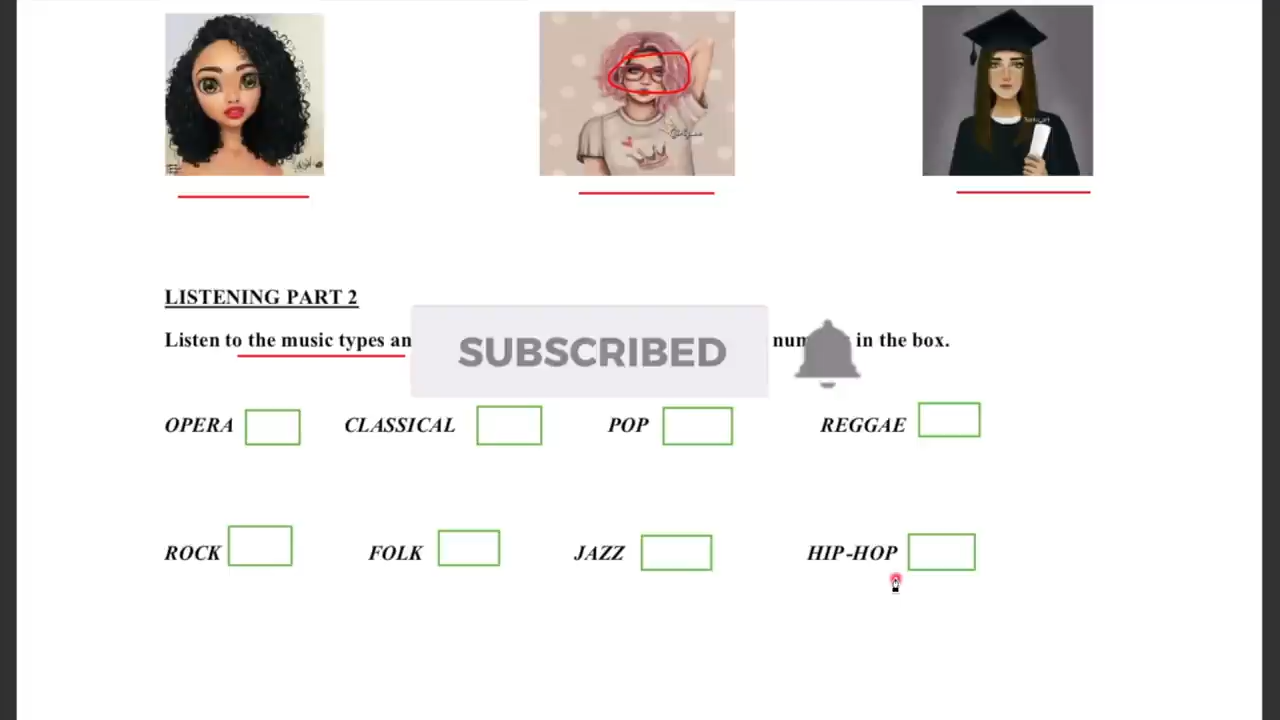 LISTENING PART 2
Listen to the music types an
SUBSCRIBED
num in the box.
OPERA CLASSICAL POP REGGAE
ROCK FOLK JAZZ HIP-HOP